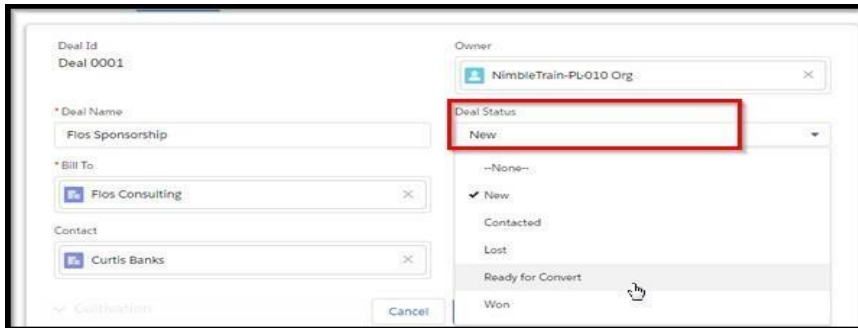 Deal Id
Deal 0001
Owner
NimbleTrain-PL-010 Org
*Deal Name
Flos Sponsorship
Deal Status
New
*Bill To
Flos Consulting
Contact
Curtis Banks
--None--
New
Contacted
Lost
Ready for Convert
Won
Cultivation
Cancel